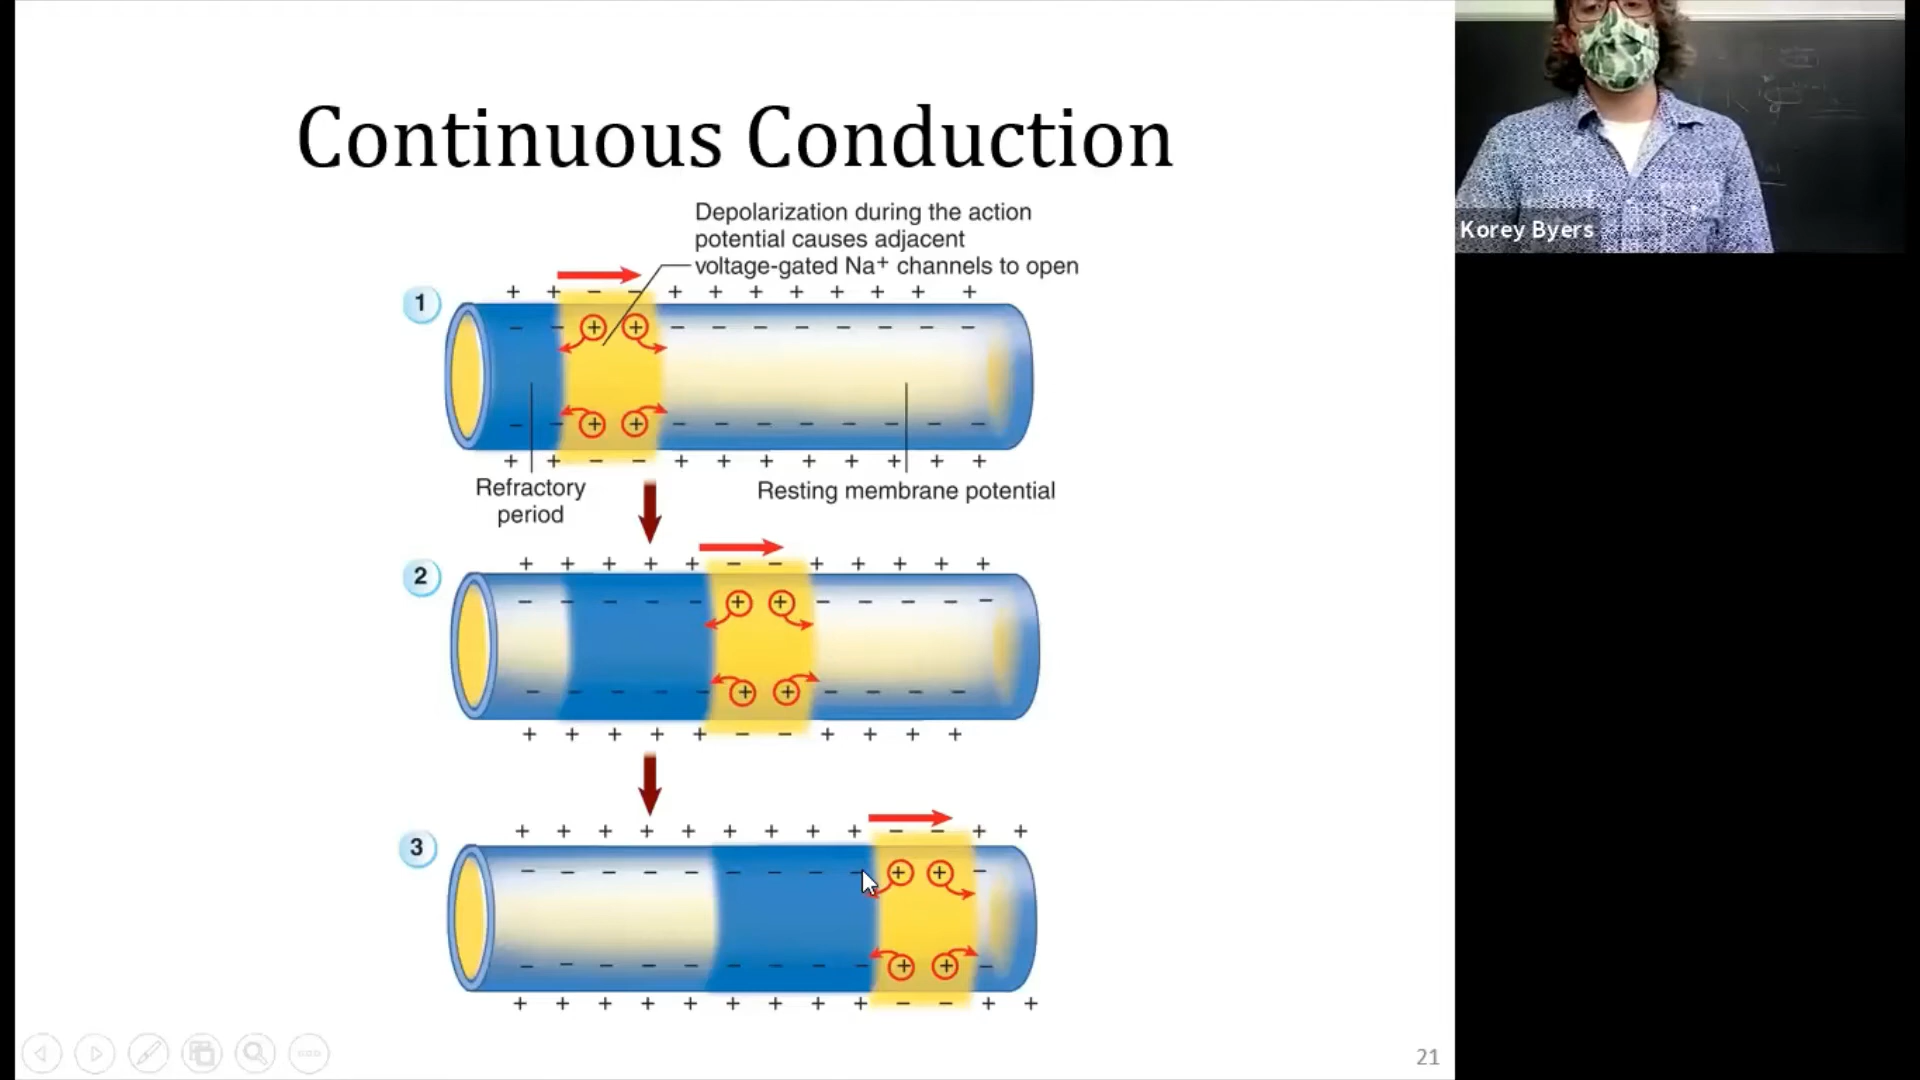 Continuous Conduction
Korey Byers
Depolarization during the action
potential causes adjacent
voltage-gated Na⁺ channels to open
+ + − − + + + + + + + +
1
− − + + − − − − − − − −
− − + + − − − − − − − −
+ + − − + + + + + + + +
Refractory
period
Resting membrane potential
+ + + + + − − + + + + +
2
− − − − − + + − − − − −
− − − − − + + − − − −
+ + + + + − − + + + +
+ + + + + + + + + − − + +
3
− − − − − − − − − + + −
− − − − − − − − − + + −
+ + + + + + + + + − − + +
21